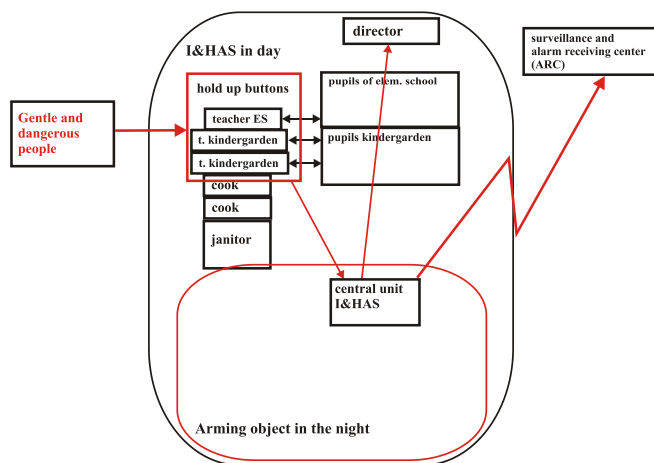 director
I&HAS in day
surveillance and
alarm receiving center
(ARC)
hold up buttons
pupils of elem. school
Gentle and
dangerous
people
teacher ES
t. kindergarden
pupils kindergarden
t. kindergarden
cook
cook
janitor
central unit
I&HAS
Arming object in the night